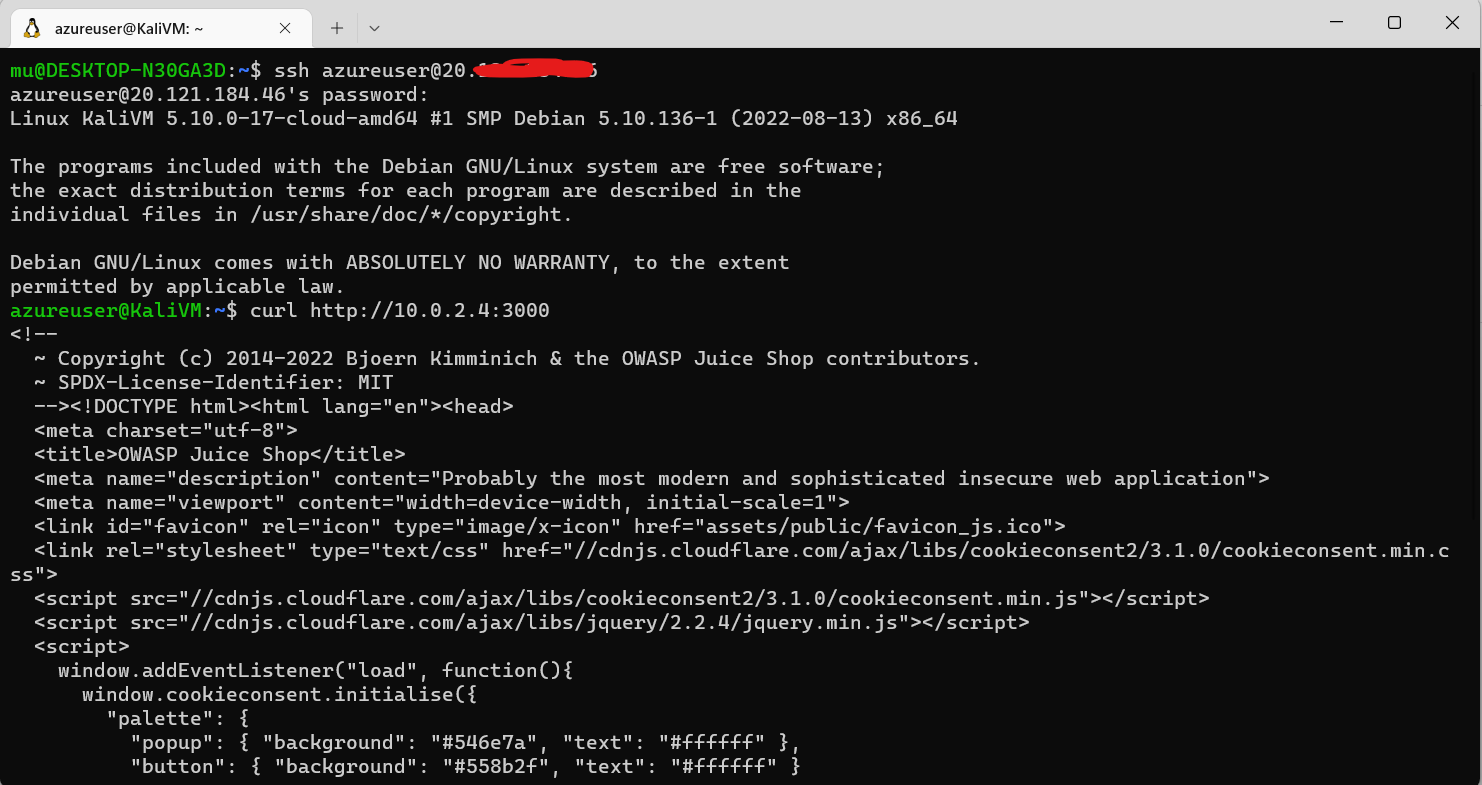 azureuser@KaliVM: ~
mu@DESKTOP-N30GA3D:~$ ssh azureuser@20.
azureuser@20.121.184.46's password:
Linux KaliVM 5.10.0-17-cloud-amd64 #1 SMP Debian 5.10.136-1 (2022-08-13) x86_64
The programs included with the Debian GNU/Linux system are free software;
the exact distribution terms for each program are described in the
individual files in /usr/share/doc/*/copyright.
Debian GNU/Linux comes with ABSOLUTELY NO WARRANTY, to the extent
permitted by applicable law.
azureuser@KaliVM:~$ curl http://10.0.2.4:3000
<!--
  ~ Copyright (c) 2014-2022 Bjoern Kimminich & the OWASP Juice Shop contributors.
  ~ SPDX-License-Identifier: MIT
  --><!DOCTYPE html><html lang="en"><head>
  <meta charset="utf-8">
  <title>OWASP Juice Shop</title>
  <meta name="description" content="Probably the most modern and sophisticated insecure web application">
  <meta name="viewport" content="width=device-width, initial-scale=1">
  <link id="favicon" rel="icon" type="image/x-icon" href="assets/public/favicon_js.ico">
  <link rel="stylesheet" type="text/css" href="//cdnjs.cloudflare.com/ajax/libs/cookieconsent2/3.1.0/cookieconsent.min.c
ss">
  <script src="//cdnjs.cloudflare.com/ajax/libs/cookieconsent2/3.1.0/cookieconsent.min.js"></script>
  <script src="//cdnjs.cloudflare.com/ajax/libs/jquery/2.2.4/jquery.min.js"></script>
  <script>
    window.addEventListener("load", function(){
      window.cookieconsent.initialise({
        "palette": {
          "popup": { "background": "#546e7a", "text": "#ffffff" },
          "button": { "background": "#558b2f", "text": "#ffffff" }